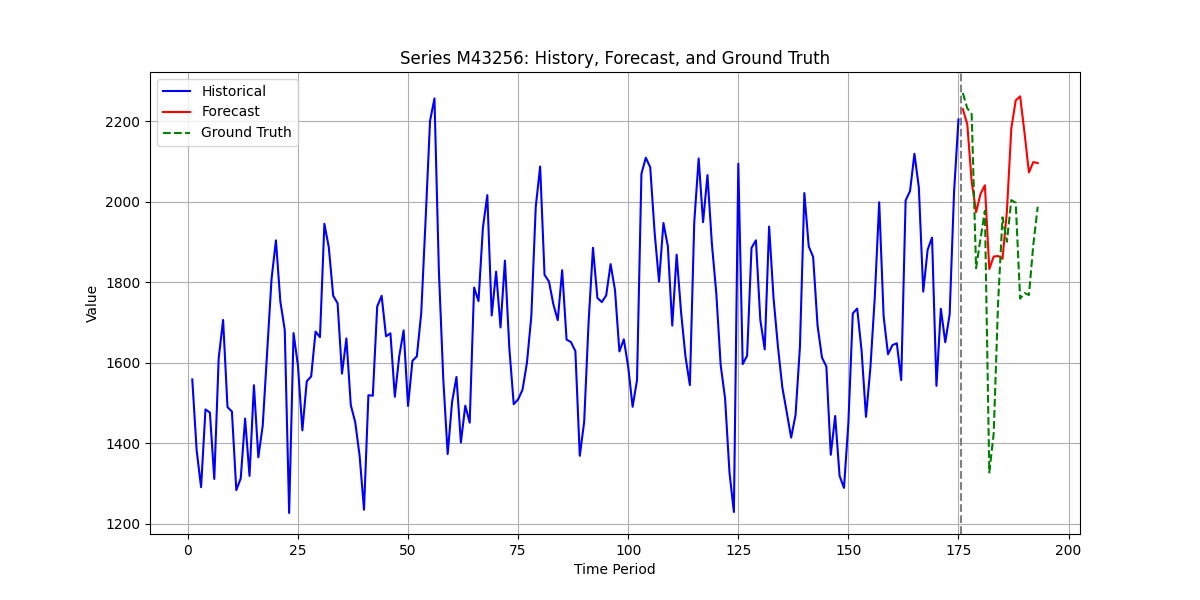 Series M43256: History, Forecast, and Ground Truth
Historical
Forecast
Ground Truth
2200
2000
1800
1600
1400
1200
Value
0 25 50 75 100 125 150 175 200
Time Period